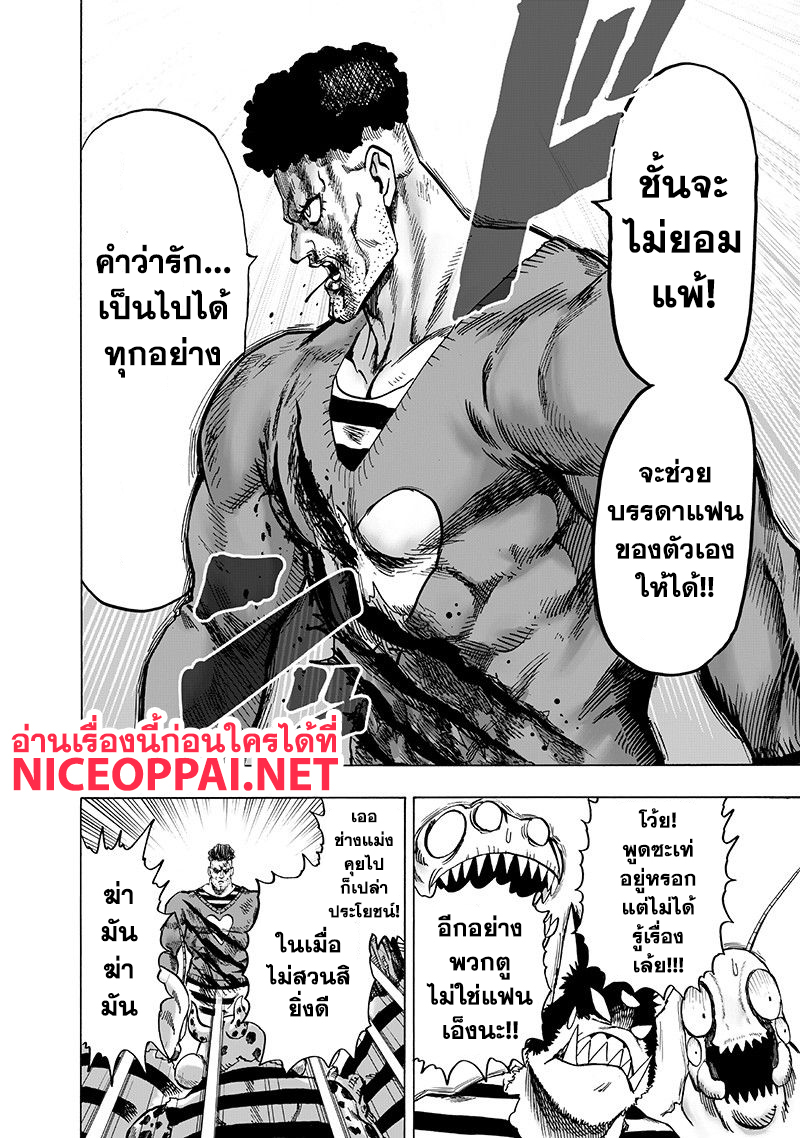 ชั้นจะ
ไม่ยอม
แพ้!
จะช่วย
บรรดาแฟน
ของตัวเอง
ให้ได้!!
คำว่ารัก...
เป็นไปได้
ทุกอย่าง
อ่านเรื่องนี้ก่อนใครได้ที่
NICEOPPAI.NET
โว้ย!
พูดซะเท่
อยู่หรอก
แต่ไม่ได้
รู้เรื่อง
เล้ย!!!
อีกอย่าง
พวกตู
ไม่ใช่แฟน
เอ็งนะ!!
เออ
ช่างแม่ง
คุยไป
ก็เปล่า
ประโยชน์!
ในเมื่อ
ไม่สวนสิ
ยิ่งดี
ฆ่า
มัน
ฆ่า
มัน